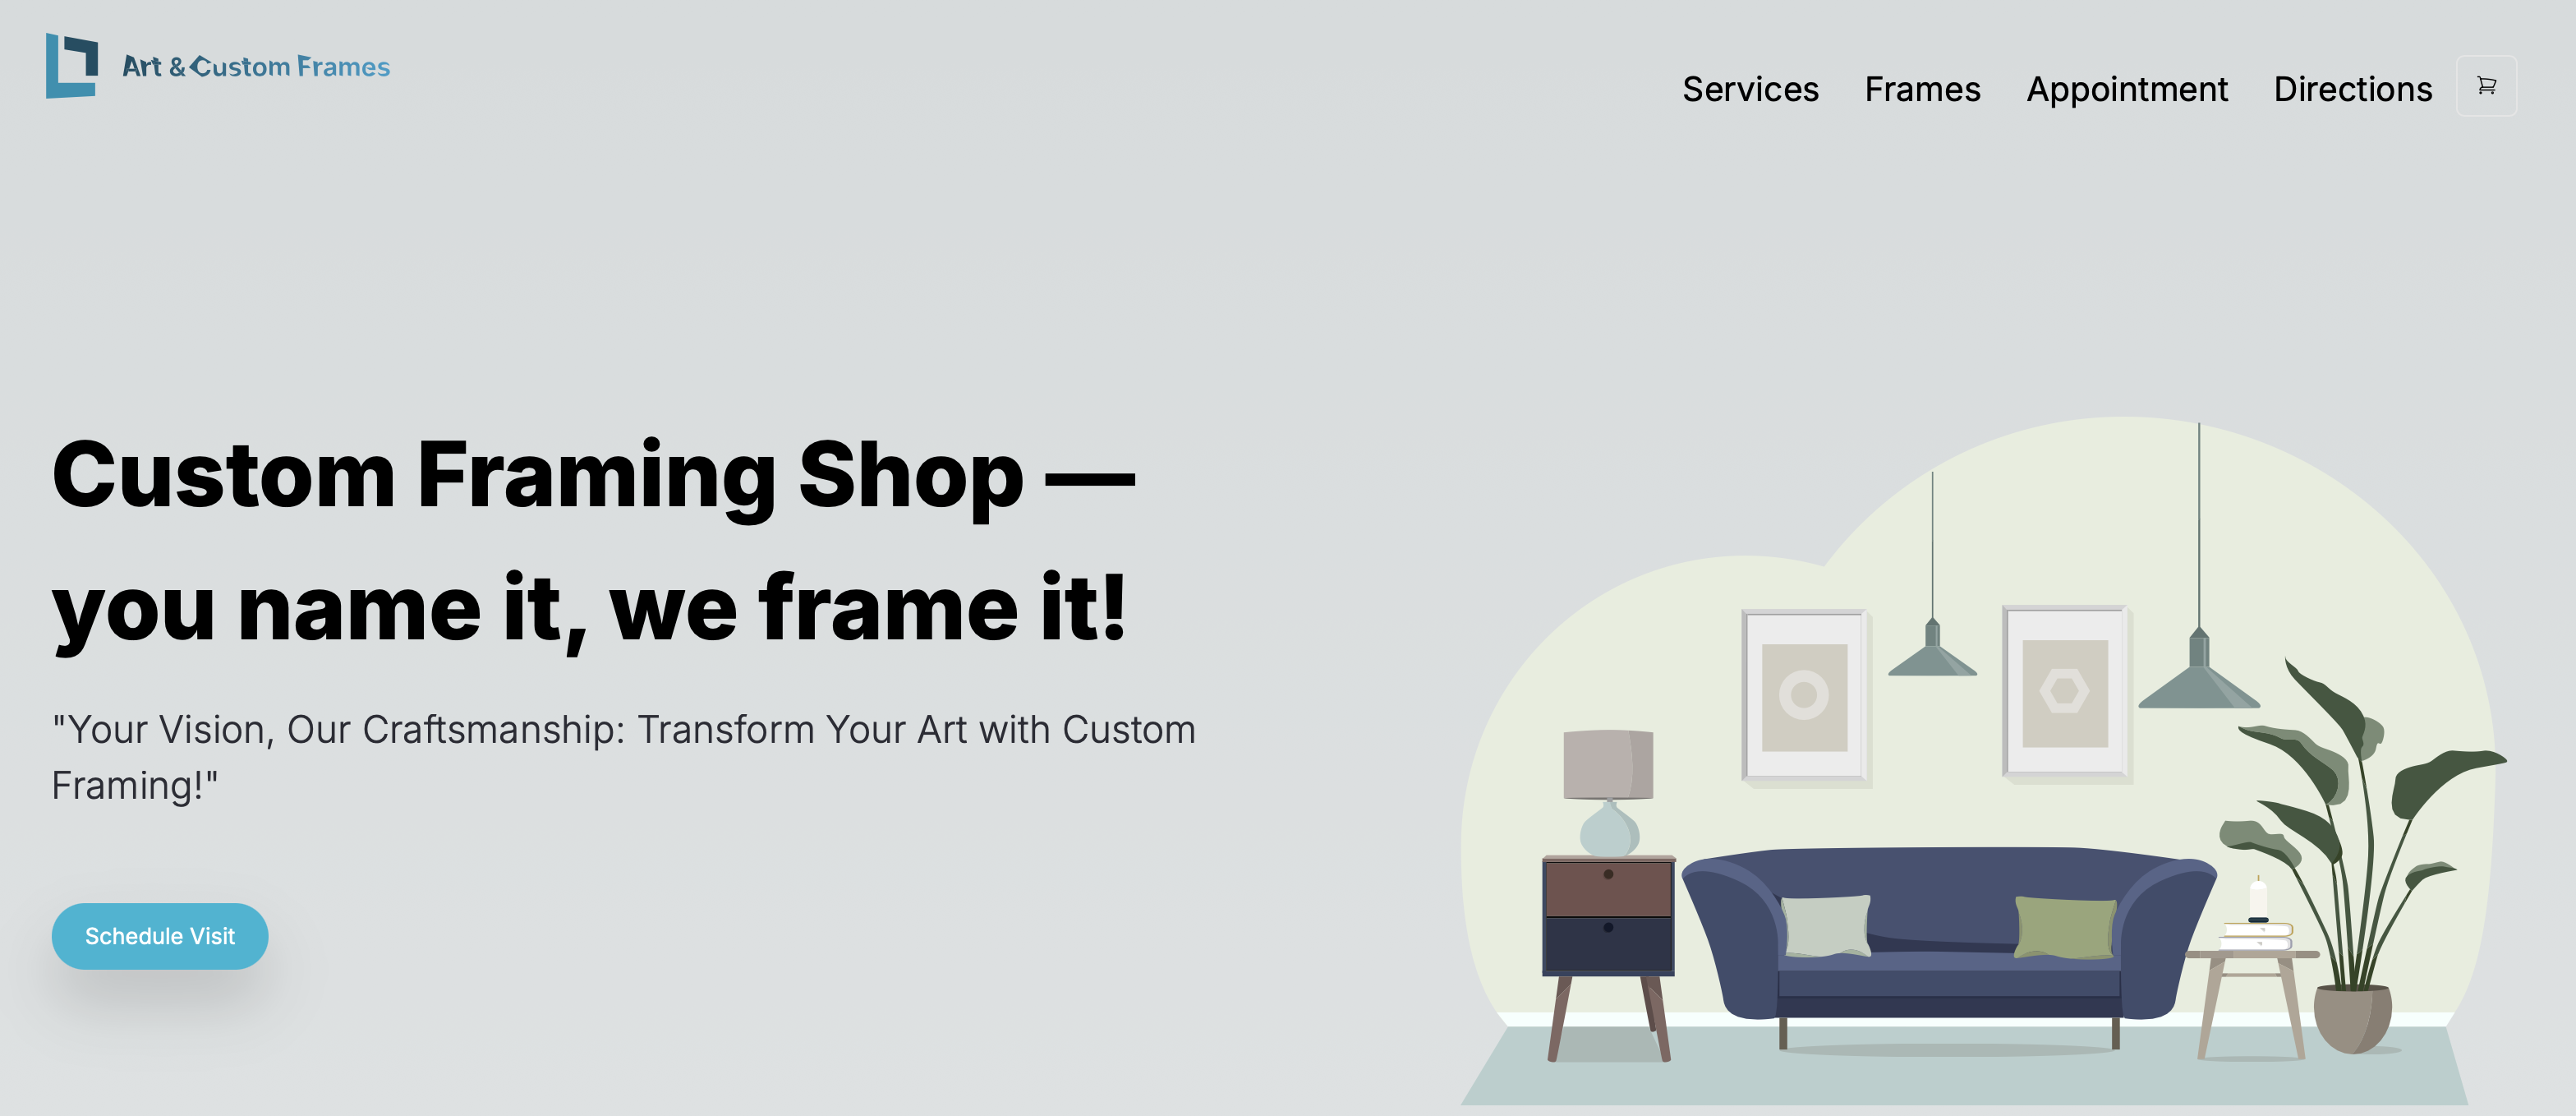 Art & Custom Frames
Services Frames Appointment Directions
Custom Framing Shop —
you name it, we frame it!
"Your Vision, Our Craftsmanship: Transform Your Art with Custom
Framing!"
Schedule Visit